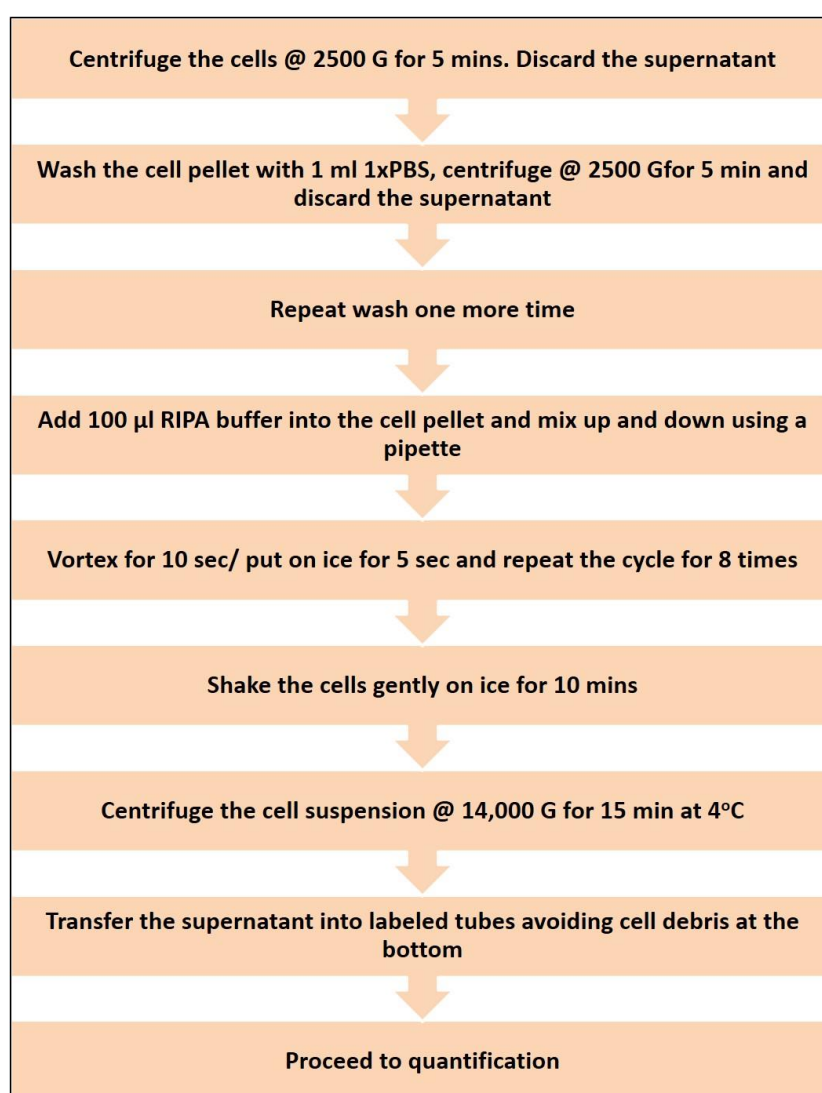 Centrifuge the cells @ 2500 G for 5 mins. Discard the supernatant
Wash the cell pellet with 1 ml 1xPBS, centrifuge @ 2500 Gfor 5 min and
discard the supernatant
Repeat wash one more time
Add 100 µl RIPA buffer into the cell pellet and mix up and down using a
pipette
Vortex for 10 sec/ put on ice for 5 sec and repeat the cycle for 8 times
Shake the cells gently on ice for 10 mins
Centrifuge the cell suspension @ 14,000 G for 15 min at 4ᵒC
Transfer the supernatant into labeled tubes avoiding cell debris at the
bottom
Proceed to quantification